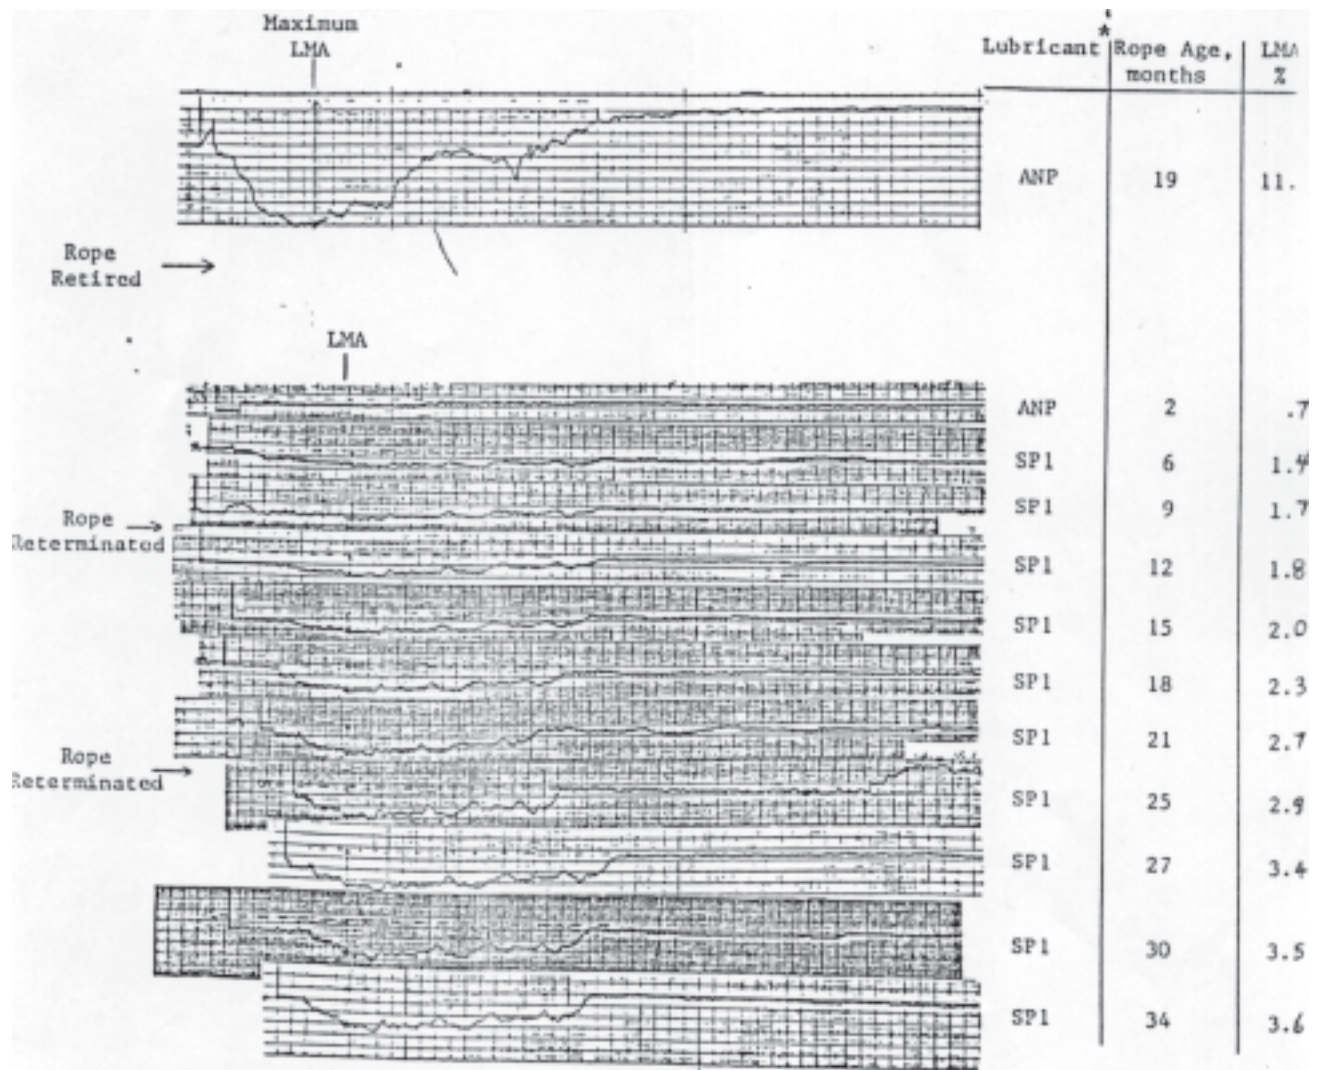 Maximum
LMA
Lubricant * Rope Age, months LMA %
ANP 19 11.
Rope
Retired
LMA
ANP 2 .7
SP1 6
SP1 9 1.7
Rope
Reterminated
SP1 12 1.8
SP1 15 2.0
SP1 18 2.3
SP1 21 2.7
Rope
Reterminated
SP1 25 2.9
SP1 27 3.4
SP1 30 3.5
SP1 34 3.6